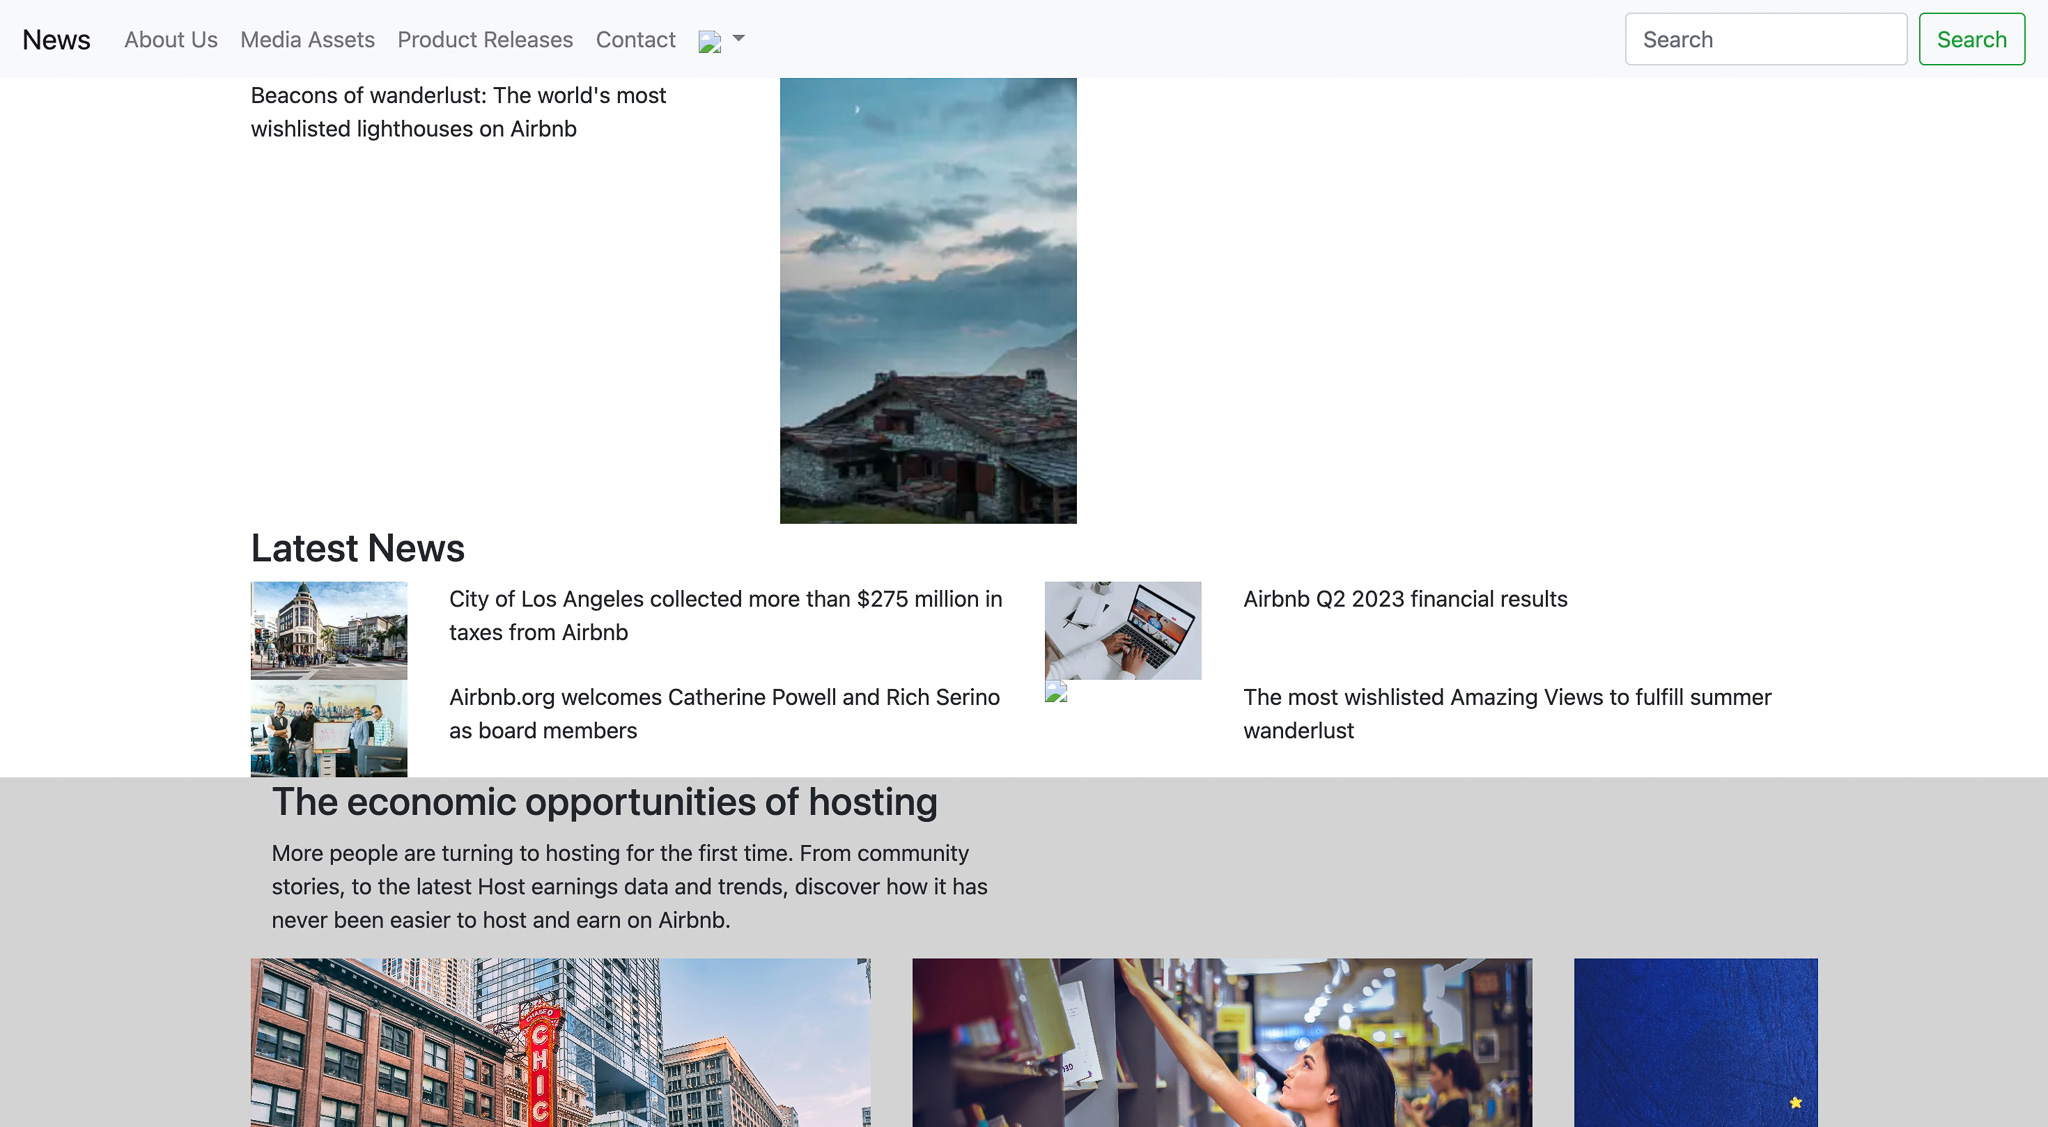 News
About Us
Media Assets
Product Releases
Contact
Search
Search
Beacons of wanderlust: The world's most
wishlisted lighthouses on Airbnb
Latest News
City of Los Angeles collected more than $275 million in
taxes from Airbnb
Airbnb Q2 2023 financial results
Airbnb.org welcomes Catherine Powell and Rich Serino
as board members
The most wishlisted Amazing Views to fulfill summer
wanderlust
The economic opportunities of hosting
More people are turning to hosting for the first time. From community
stories, to the latest Host earnings data and trends, discover how it has
never been easier to host and earn on Airbnb.
CHASE
CHIC